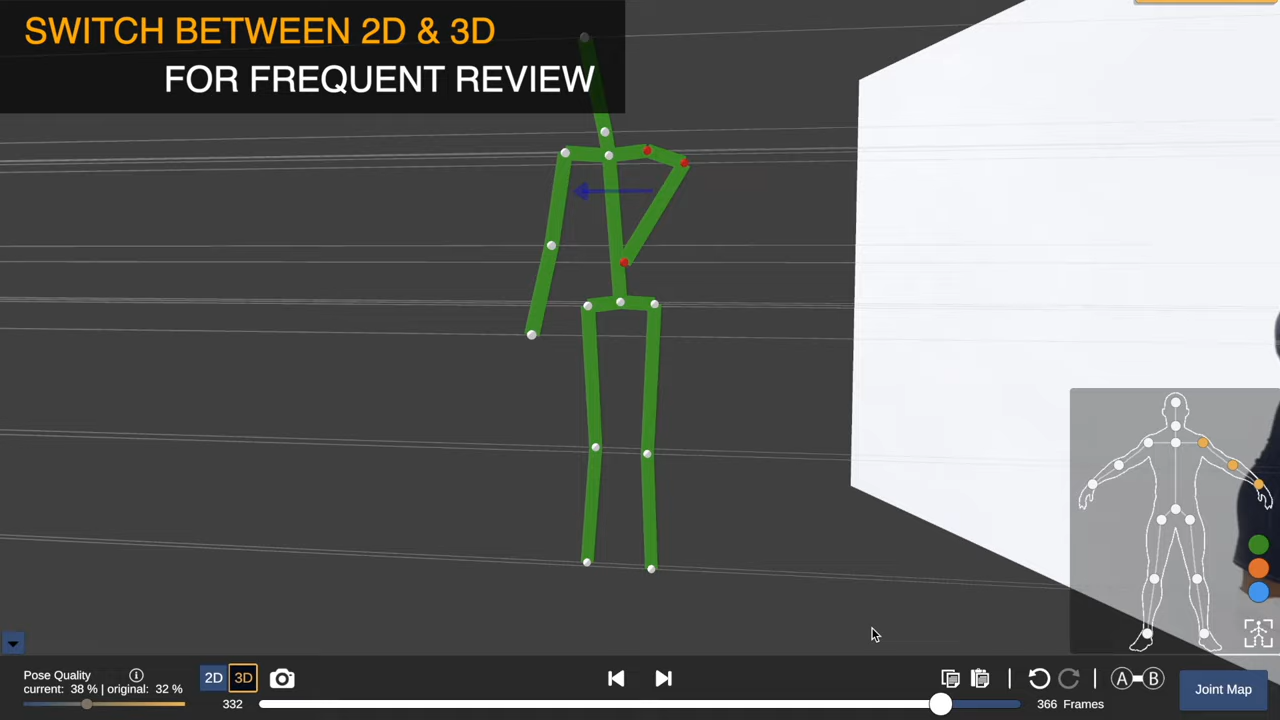 SWITCH BETWEEN 2D & 3D
FOR FREQUENT REVIEW
Pose Quality
current: 38 % | original: 32 %
2D
3D
A
B
Joint Map
332
366 Frames